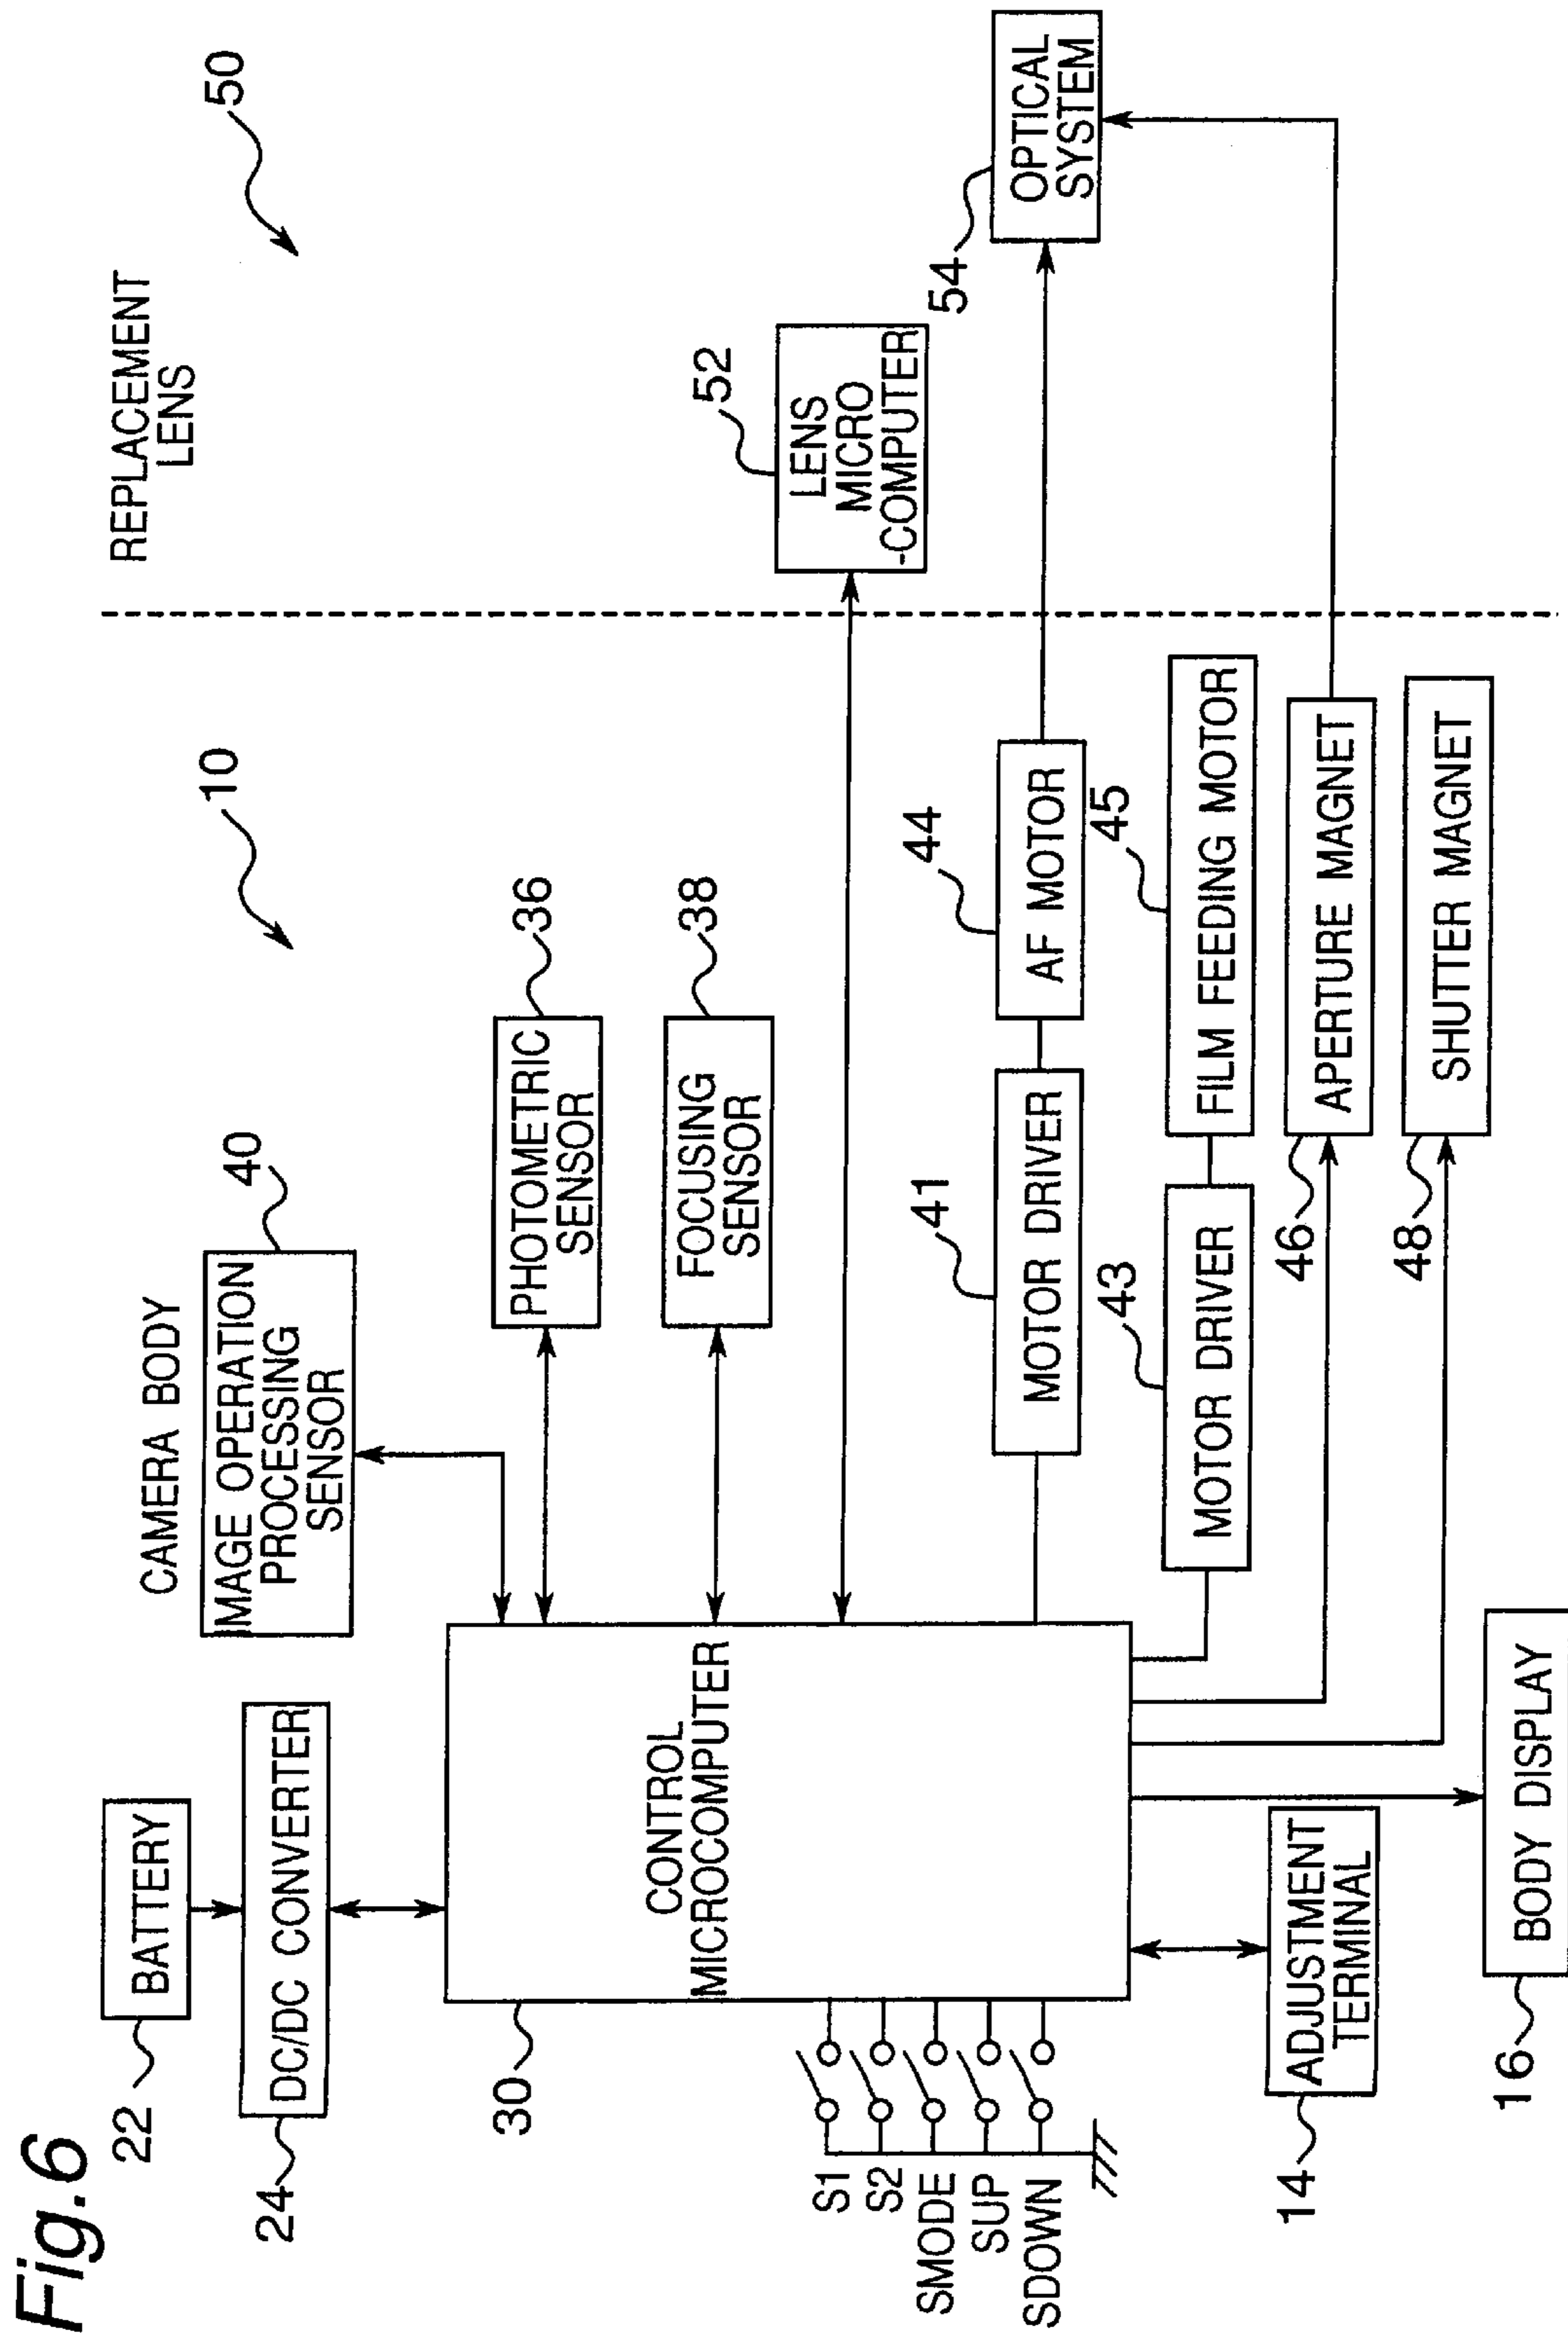 Fig.6
CAMERA BODY
REPLACEMENT
LENS
10
50
22
BATTERY
24
DC/DC CONVERTER
40
IMAGE OPERATION
PROCESSING
SENSOR
30
CONTROL
MICROCOMPUTER
PHOTOMETRIC
SENSOR
36
FOCUSING
SENSOR
38
52
LENS
MICRO
-COMPUTER
S1
S2
SMODE
SUP
SDOWN
41
MOTOR DRIVER
44
AF MOTOR
54
OPTICAL
SYSTEM
43
MOTOR DRIVER
45
FILM FEEDING MOTOR
46
APERTURE MAGNET
48
SHUTTER MAGNET
14
ADJUSTMENT
TERMINAL
16
BODY DISPLAY